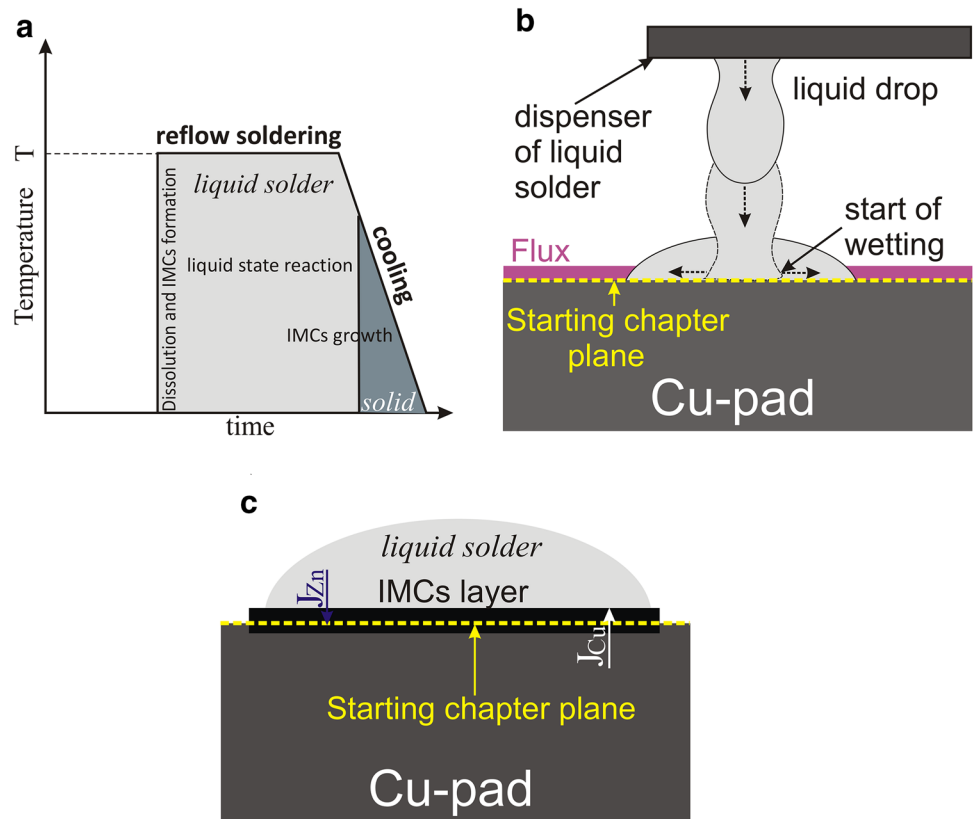 a
Temperature
T
reflow soldering
liquid solder
Dissolution and IMCs formation
liquid state reaction
cooling
IMCs growth
solid
time
b
liquid drop
dispenser
of liquid
solder
start of
wetting
Flux
Starting chapter
plane
Cu-pad
c
liquid solder
IMCs layer
JZn
JCu
Starting chapter plane
Cu-pad